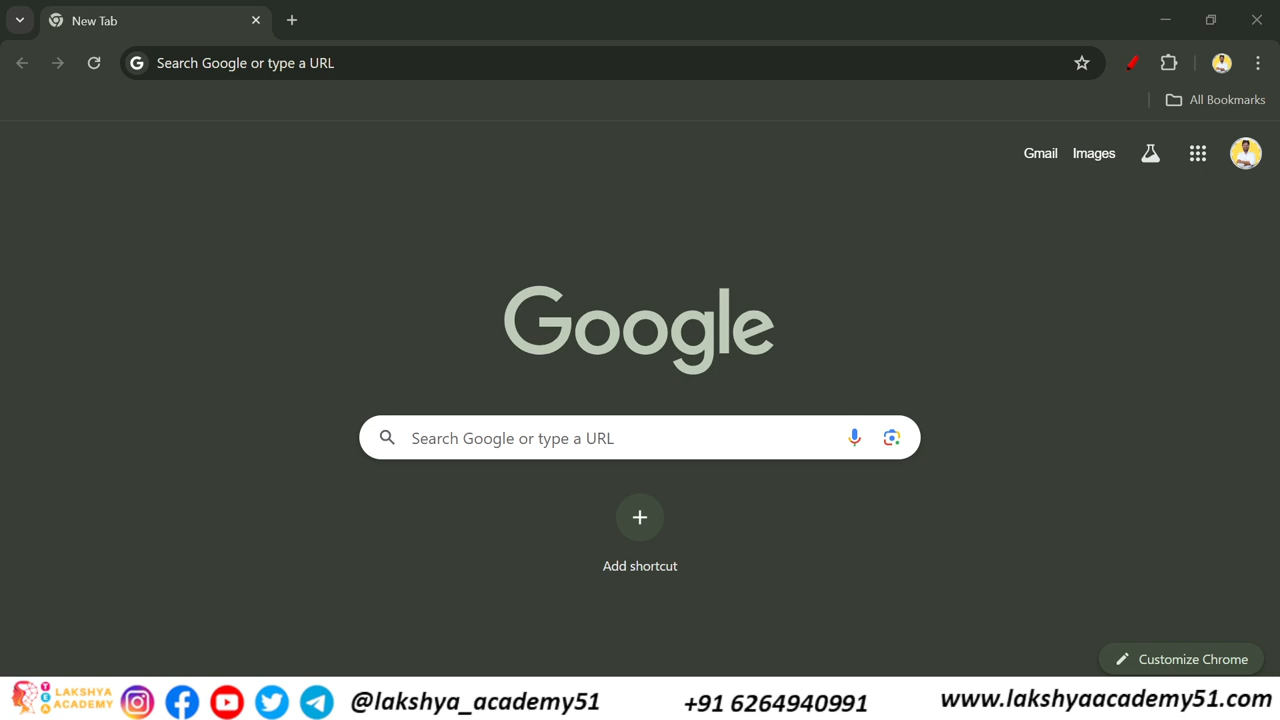 New Tab
Search Google or type a URL
All Bookmarks
Gmail Images
Google
Search Google or type a URL
Add shortcut
Customize Chrome
TEA LAKSHYA ACADEMY @lakshya_academy51 +91 6264940991 www.lakshyaacademy51.com